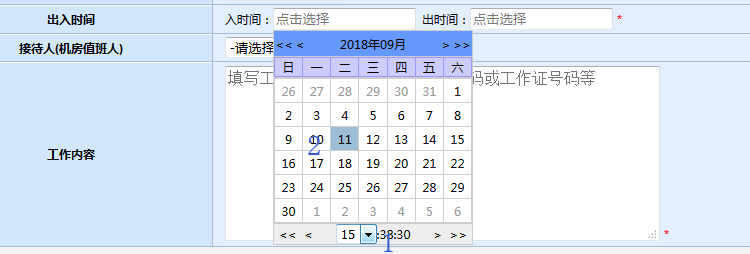 出入时间 入时间：点击选择 出时间：点击选择 *
接待人(机房值班人) -请选择
<< < 2018年09月 > >>
日 一 二 三 四 五 六
26 27 28 29 30 31 1
2 3 4 5 6 7 8
9 10 11 12 13 14 15
16 17 18 19 20 21 22
23 24 25 26 27 28 29
30 1 2 3 4 5 6
<< < 15 :38:30 > >>
工作内容 填写工 码或工作证号码等 *
2
1